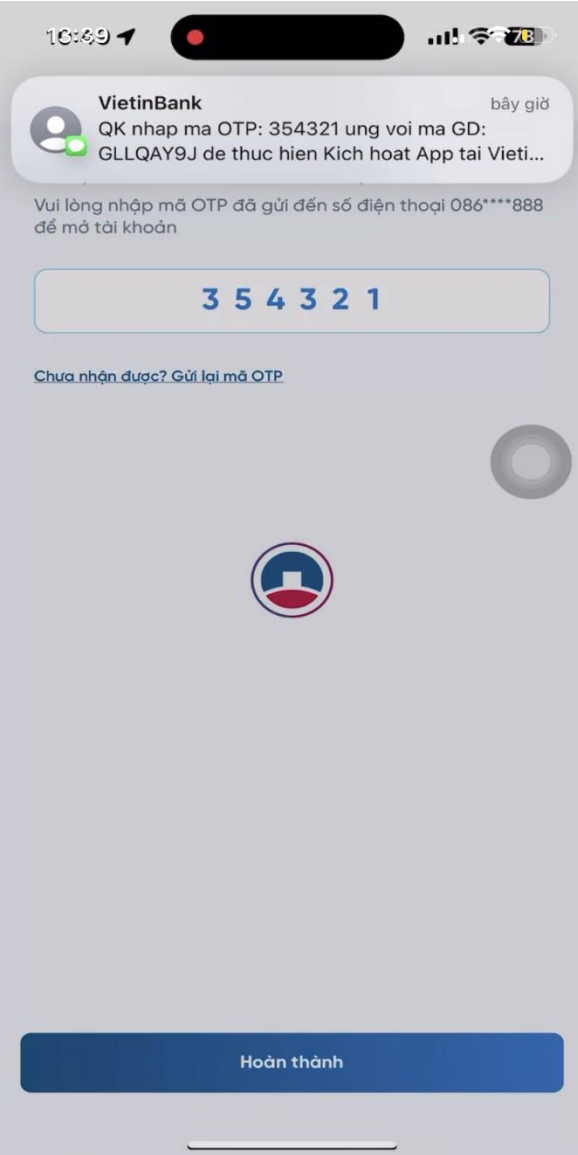 13:39
78
VietinBank
bây giờ
QK nhap ma OTP: 354321 ung voi ma GD:
GLLQAY9J de thuc hien Kich hoat App tai Vieti...
Vui lòng nhập mã OTP đã gửi đến số điện thoại 086****888
để mở tài khoản
3 5 4 3 2 1
Chưa nhận được? Gửi lại mã OTP
Hoàn thành